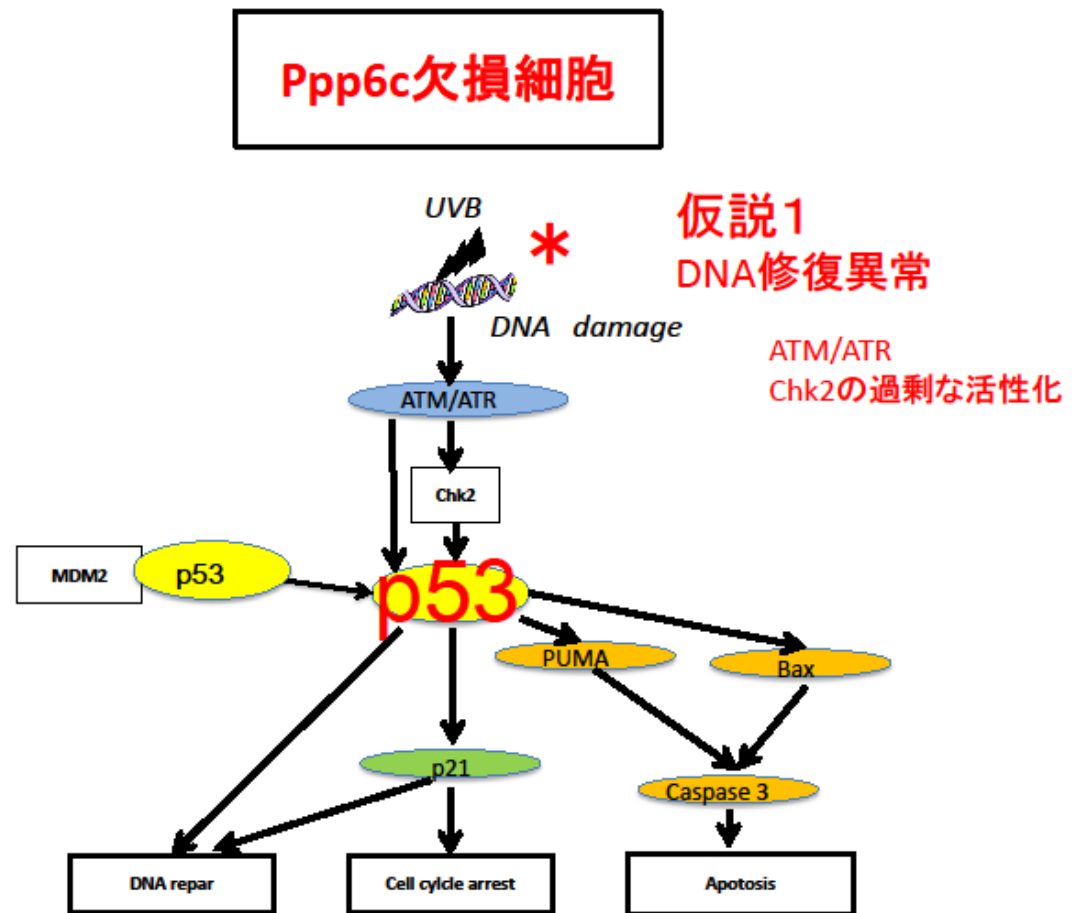 Ppp6c欠損細胞
UVB
*
仮説1
DNA修復異常
DNA damage
ATM/ATR
Chk2の過剰な活性化
ATM/ATR
Chk2
MDM2
p53
p53
PUMA
Bax
p21
Caspase 3
DNA repar
Cell cylcle arrest
Apotosis